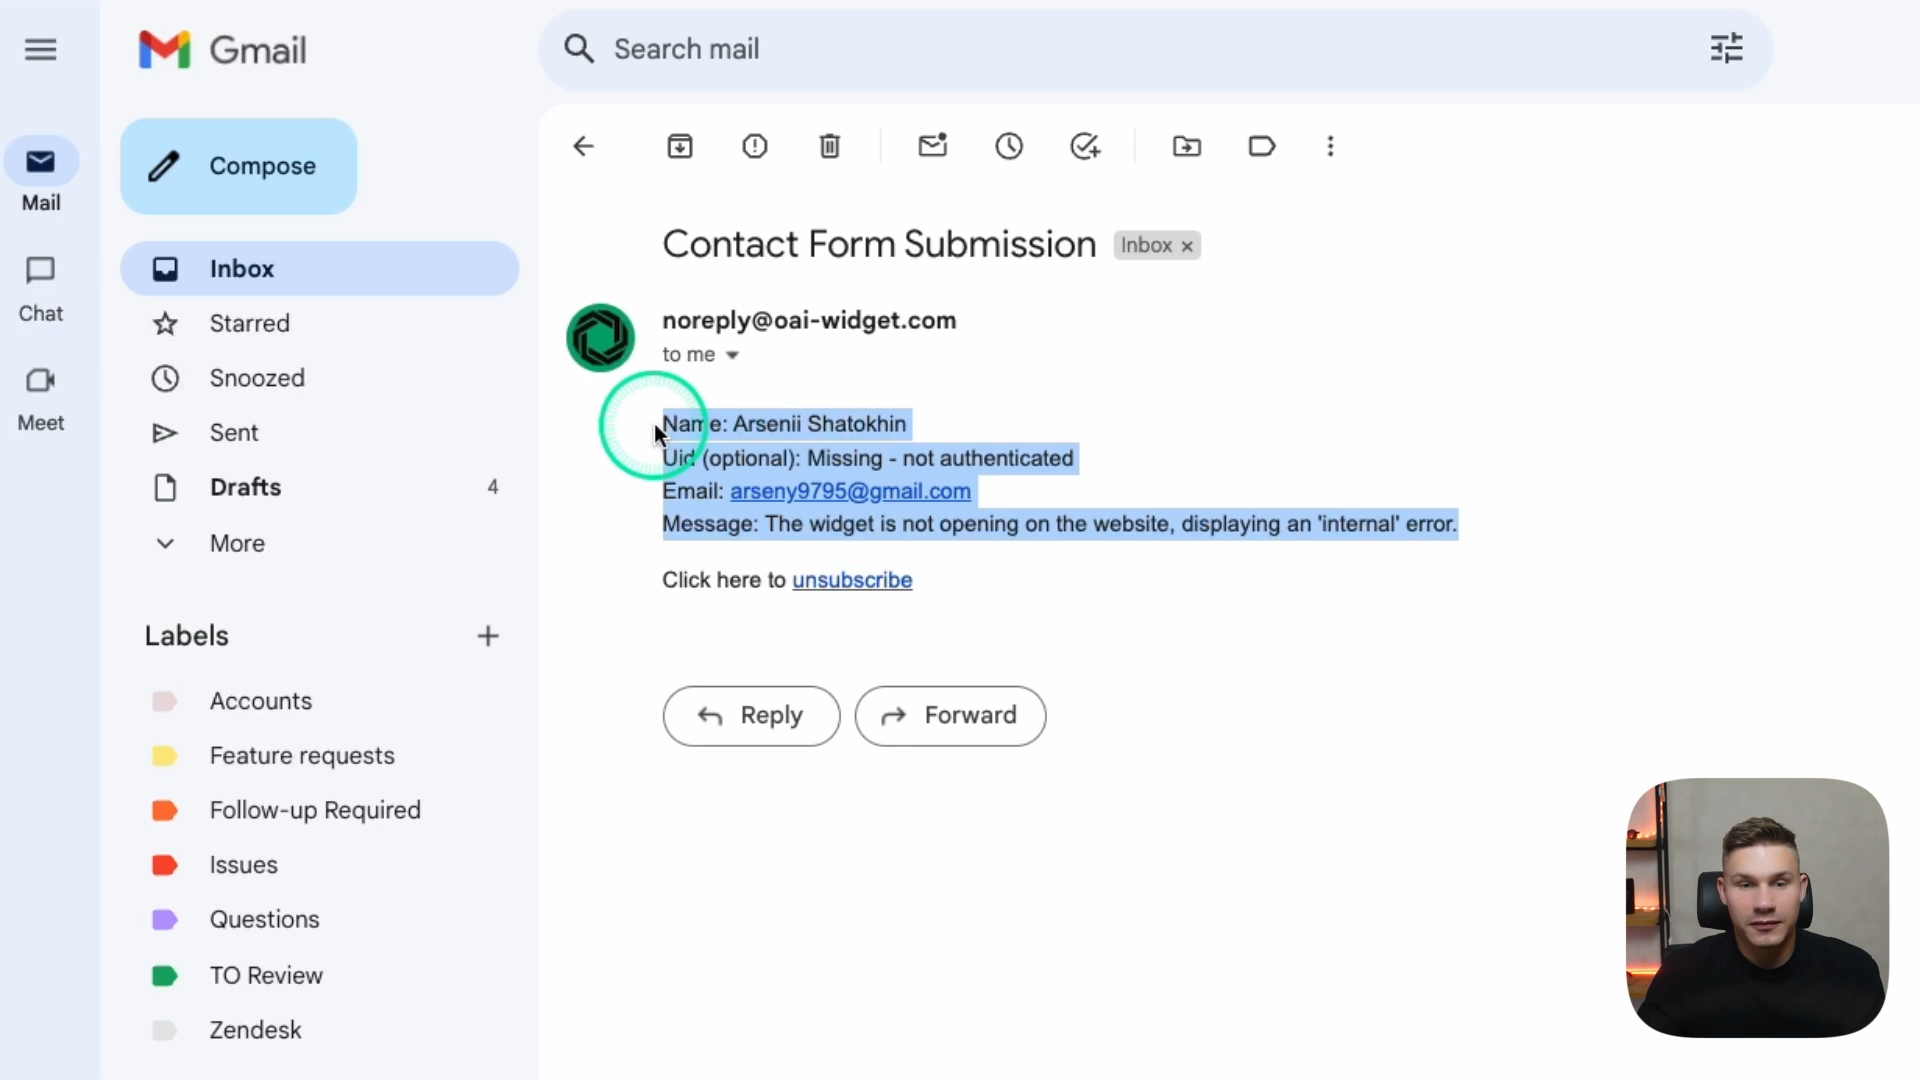 Gmail
Search mail
Mail
Chat
Meet
Compose
Inbox
Starred
Snoozed
Sent
Drafts 4
More
Labels +
Accounts
Feature requests
Follow-up Required
Issues
Questions
TO Review
Zendesk
Contact Form Submission Inbox ×
noreply@oai-widget.com
to me
Name: Arsenii Shatokhin
Uid (optional): Missing - not authenticated
Email: arseny9795@gmail.com
Message: The widget is not opening on the website, displaying an 'internal' error.
Click here to unsubscribe
Reply Forward